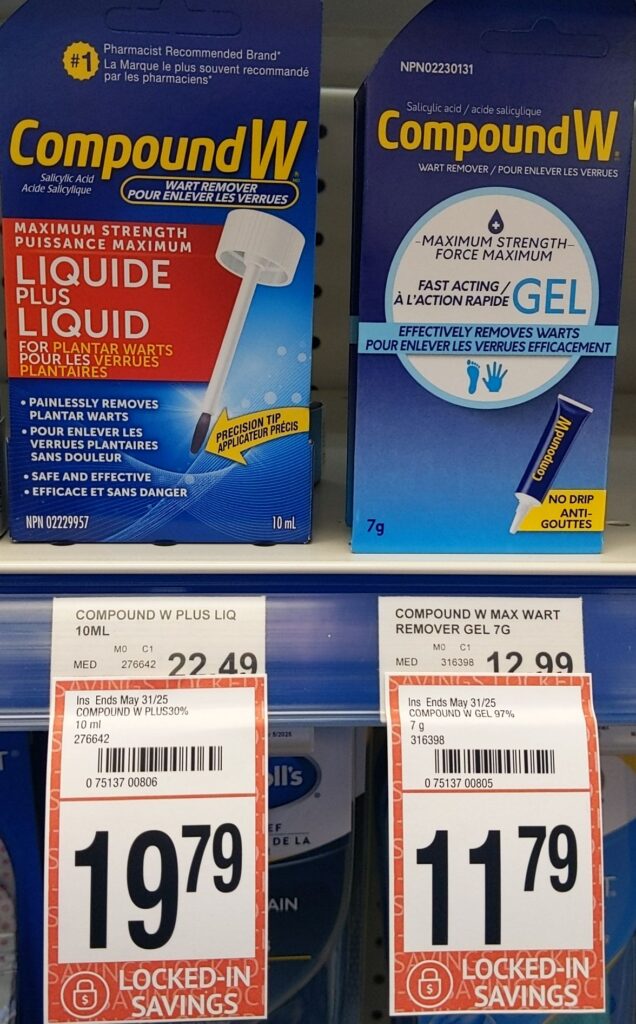 #1
Pharmacist Recommended Brand*
La Marque le plus souvent recommandé
par les pharmaciens*
CompoundW
Salicylic Acid
Acide Salicylique
WART REMOVER
POUR ENLEVER LES VERRUES
MAXIMUM STRENGTH
PUISSANCE MAXIMUM
LIQUIDE
PLUS
LIQUID
FOR PLANTAR WARTS
POUR LES VERRUES
PLANTAIRES
• PAINLESSLY REMOVES
PLANTAR WARTS
• POUR ENLEVER LES
VERRUES PLANTAIRES
SANS DOULEUR
• SAFE AND EFFECTIVE
• EFFICACE ET SANS DANGER
PRECISION TIP
APPLICATEUR PRÉCIS
NPN 02229957
10 mL
NPN02230131
Salicylic acid / acide salicylique
CompoundW
WART REMOVER / POUR ENLEVER LES VERRUES
-MAXIMUM STRENGTH-
FORCE MAXIMUM
FAST ACTING /
À L'ACTION RAPIDE
GEL
EFFECTIVELY REMOVES WARTS
POUR ENLEVER LES VERRUES EFFICACEMENT
CompoundW
NO DRIP
ANTI-
GOUTTES
7g
COMPOUND W PLUS LIQ
10ML
M0 C1
MED 276642 22.49
Ins Ends May 31/25
COMPOUND W PLUS30%
10 ml
276642
0 75137 00806
19 79
LOCKED-IN
SAVINGS
COMPOUND W MAX WART
REMOVER GEL 7G
M0 C1
MED 316398 12.99
Ins Ends May 31/25
COMPOUND W GEL 97%
7 g
316398
0 75137 00805
11 79
LOCKED-IN
SAVINGS